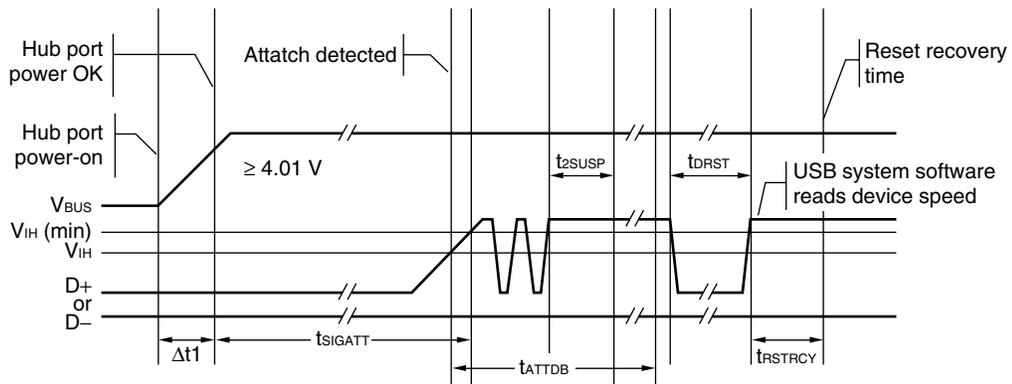 Hub port
power OK
Attatch detected
Reset recovery
time
Hub port
power-on
≥ 4.01 V
t2SUSP
tDRST
USB system software
reads device speed
VBUS
VIH (min)
VIH
D+
or
D–
Δt1
tSIGATT
tATTDB
tRSTRCY